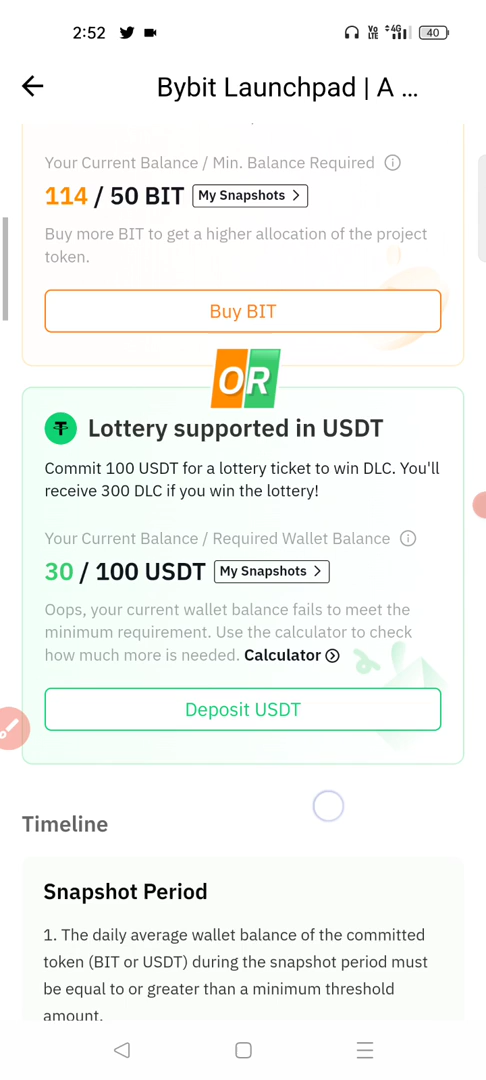 2:52
Vo LTE 4G 40
Bybit Launchpad | A ...
Your Current Balance / Min. Balance Required
114 / 50 BIT My Snapshots >
Buy more BIT to get a higher allocation of the project
token.
Buy BIT
OR
Lottery supported in USDT
Commit 100 USDT for a lottery ticket to win DLC. You'll
receive 300 DLC if you win the lottery!
Your Current Balance / Required Wallet Balance
30 / 100 USDT My Snapshots >
Oops, your current wallet balance fails to meet the
minimum requirement. Use the calculator to check
how much more is needed. Calculator
Deposit USDT
Timeline
Snapshot Period
1. The daily average wallet balance of the committed
token (BIT or USDT) during the snapshot period must
be equal to or greater than a minimum threshold
amount.